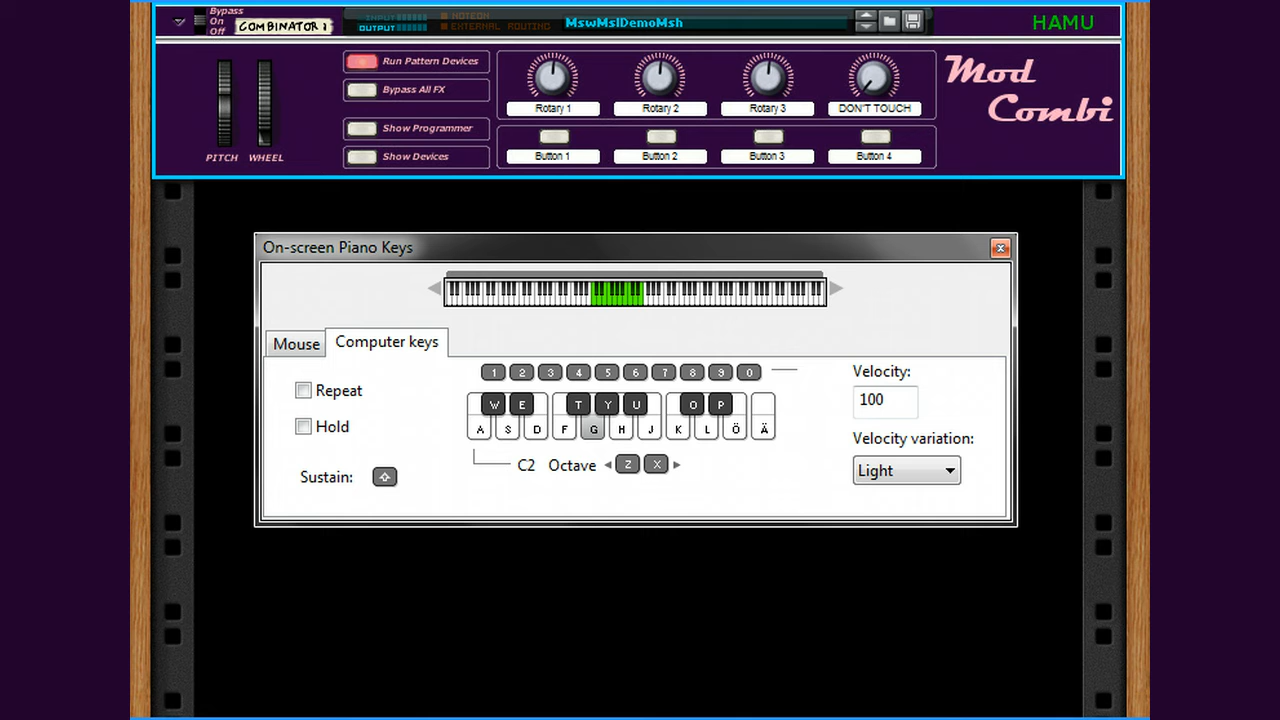 Bypass
On
Off
COMBINATOR 1
INPUT
OUTPUT
NOTECH
EXTERNAL ROUTING
MswMslDemoMsh
HAMU
PITCH
WHEEL
Run Pattern Devices
Bypass All FX
Show Programmer
Show Devices
Rotary 1
Rotary 2
Rotary 3
DON'T TOUCH
Button 1
Button 2
Button 3
Button 4
Mod
Combi
On-screen Piano Keys
Mouse
Computer keys
Repeat
Hold
Sustain:
1 2 3 4 5 6 7 8 9 0
W E T Y U O P
A S D F G H J K L Ö Ä
C2 Octave Z X
Velocity:
100
Velocity variation:
Light